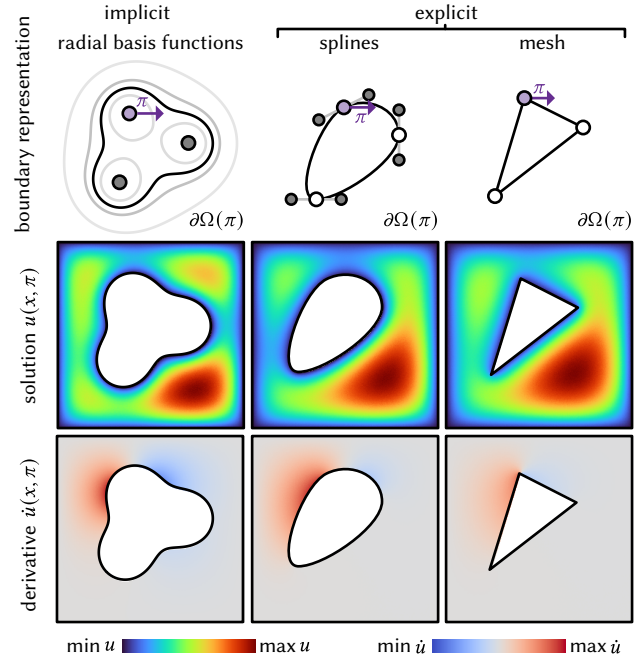 implicit
explicit
radial basis functions
splines
mesh
boundary representation
π
π
π
∂Ω(π)
∂Ω(π)
∂Ω(π)
solution u(x, π)
derivative u̇(x, π)
min u
max u
min u̇
max u̇